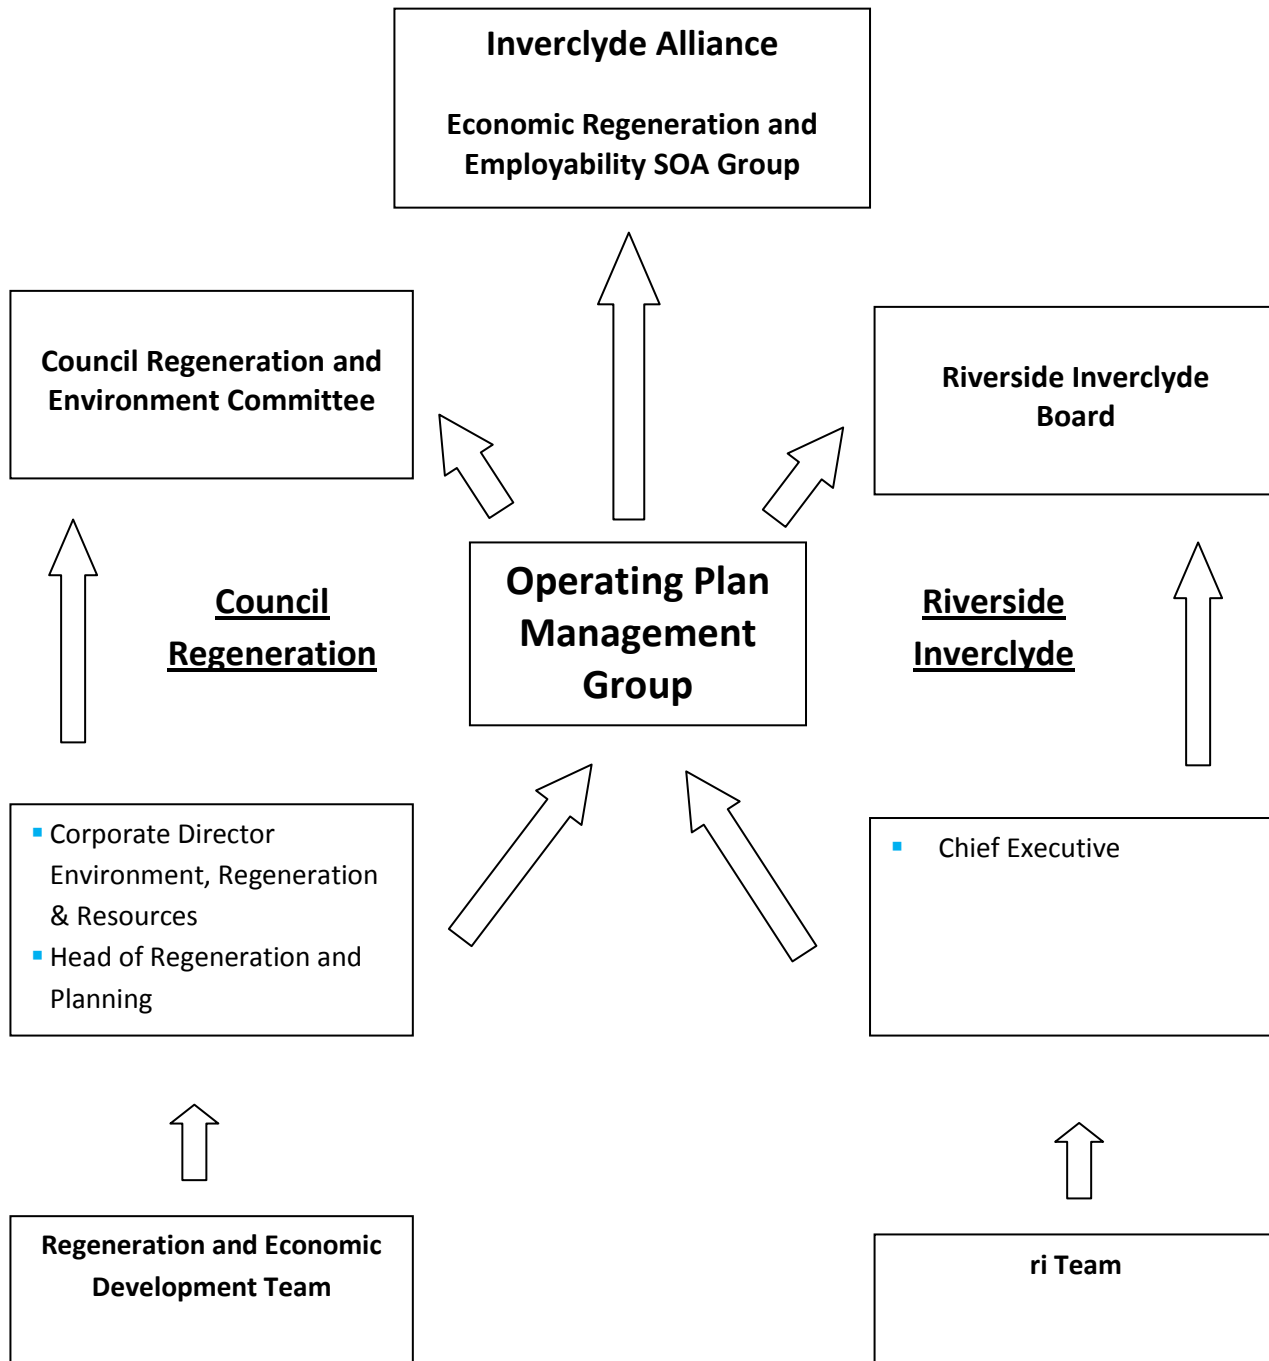 Inverclyde Alliance
Economic Regeneration and
Employability SOA Group
Council Regeneration and
Environment Committee
Riverside Inverclyde
Board
Council
Regeneration
Operating Plan
Management
Group
Riverside
Inverclyde
Corporate Director
Environment, Regeneration
& Resources
Head of Regeneration and
Planning
Chief Executive
Regeneration and Economic
Development Team
ri Team